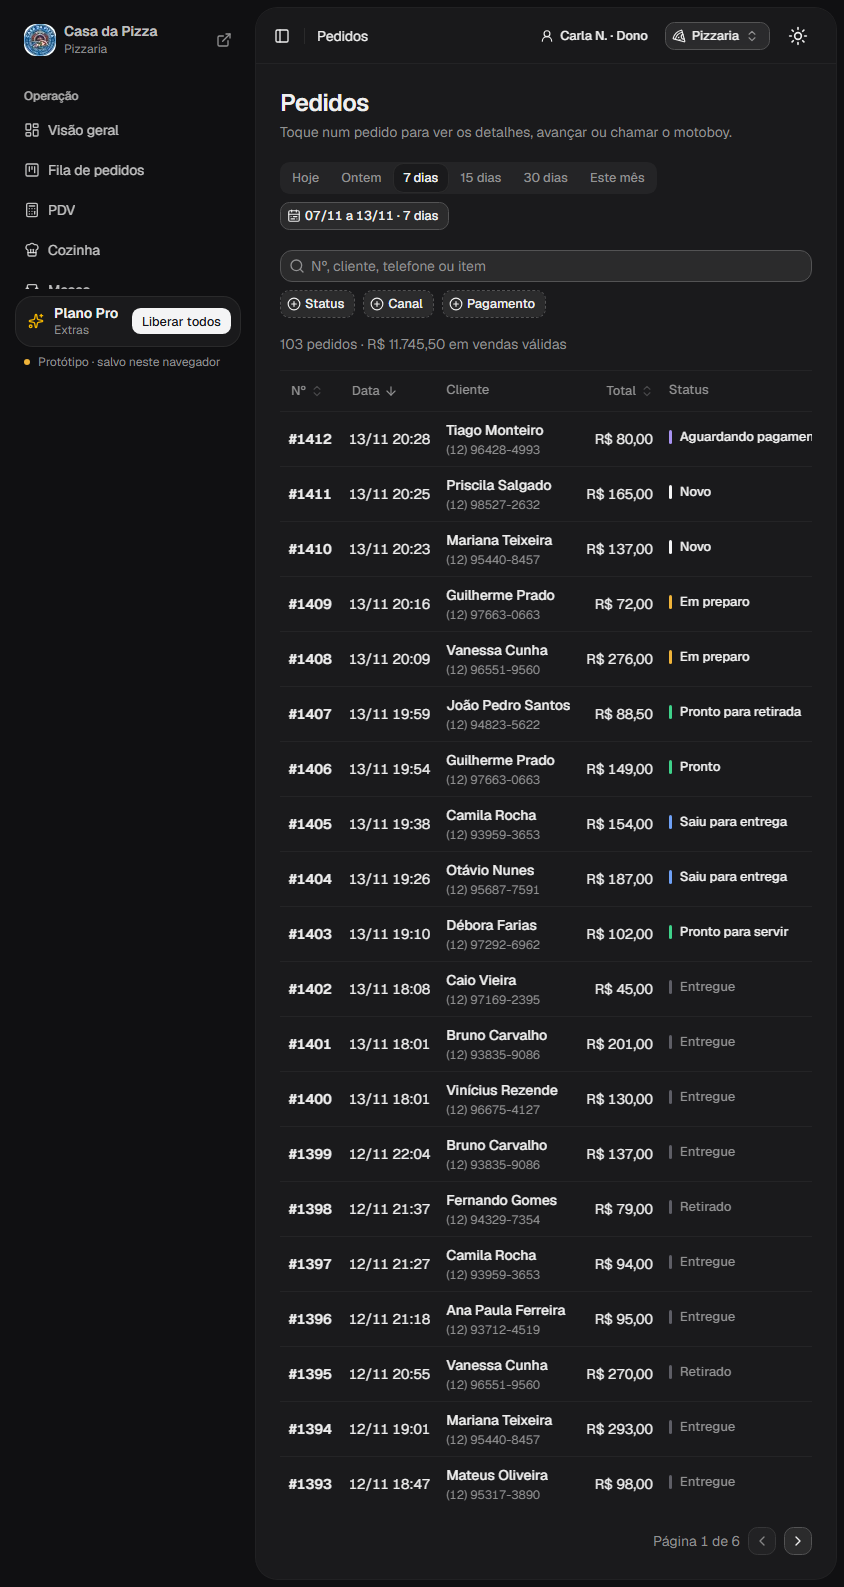 Casa da Pizza
Pizzaria
Operação
Visão geral
Fila de pedidos
PDV
Cozinha
Plano Pro
Extras
Liberar todos
Protótipo · salvo neste navegador
Pedidos
Carla N. · Dono
Pizzaria
Pedidos
Toque num pedido para ver os detalhes, avançar ou chamar o motoboy.
Hoje Ontem 7 dias 15 dias 30 dias Este mês
07/11 a 13/11 · 7 dias
Nº, cliente, telefone ou item
Status Canal Pagamento
103 pedidos · R$ 11.745,50 em vendas válidas
Nº Data Cliente Total Status
#1412 13/11 20:28 Tiago Monteiro R$ 80,00 Aguardando pagamen
(12) 96428-4993
#1411 13/11 20:25 Priscila Salgado R$ 165,00 Novo
(12) 98527-2632
#1410 13/11 20:23 Mariana Teixeira R$ 137,00 Novo
(12) 95440-8457
#1409 13/11 20:16 Guilherme Prado R$ 72,00 Em preparo
(12) 97663-0663
#1408 13/11 20:09 Vanessa Cunha R$ 276,00 Em preparo
(12) 96551-9560
#1407 13/11 19:59 João Pedro Santos R$ 88,50 Pronto para retirada
(12) 94823-5622
#1406 13/11 19:54 Guilherme Prado R$ 149,00 Pronto
(12) 97663-0663
#1405 13/11 19:38 Camila Rocha R$ 154,00 Saiu para entrega
(12) 93959-3653
#1404 13/11 19:26 Otávio Nunes R$ 187,00 Saiu para entrega
(12) 95687-7591
#1403 13/11 19:10 Débora Farias R$ 102,00 Pronto para servir
(12) 97292-6962
#1402 13/11 18:08 Caio Vieira R$ 45,00 Entregue
(12) 97169-2395
#1401 13/11 18:01 Bruno Carvalho R$ 201,00 Entregue
(12) 93835-9086
#1400 13/11 18:01 Vinícius Rezende R$ 130,00 Entregue
(12) 96675-4127
#1399 12/11 22:04 Bruno Carvalho R$ 137,00 Entregue
(12) 93835-9086
#1398 12/11 21:37 Fernando Gomes R$ 79,00 Retirado
(12) 94329-7354
#1397 12/11 21:27 Camila Rocha R$ 94,00 Entregue
(12) 93959-3653
#1396 12/11 21:18 Ana Paula Ferreira R$ 95,00 Entregue
(12) 93712-4519
#1395 12/11 20:55 Vanessa Cunha R$ 270,00 Retirado
(12) 96551-9560
#1394 12/11 19:01 Mariana Teixeira R$ 293,00 Entregue
(12) 95440-8457
#1393 12/11 18:47 Mateus Oliveira R$ 98,00 Entregue
(12) 95317-3890
Página 1 de 6